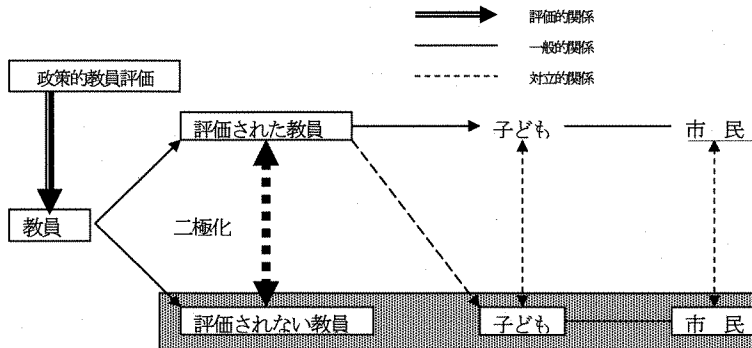 評価的関係
一般的関係
対立的関係
政策的教員評価
評価された教員
子ども
市 民
教員
二極化
評価されない教員
子ども
市 民